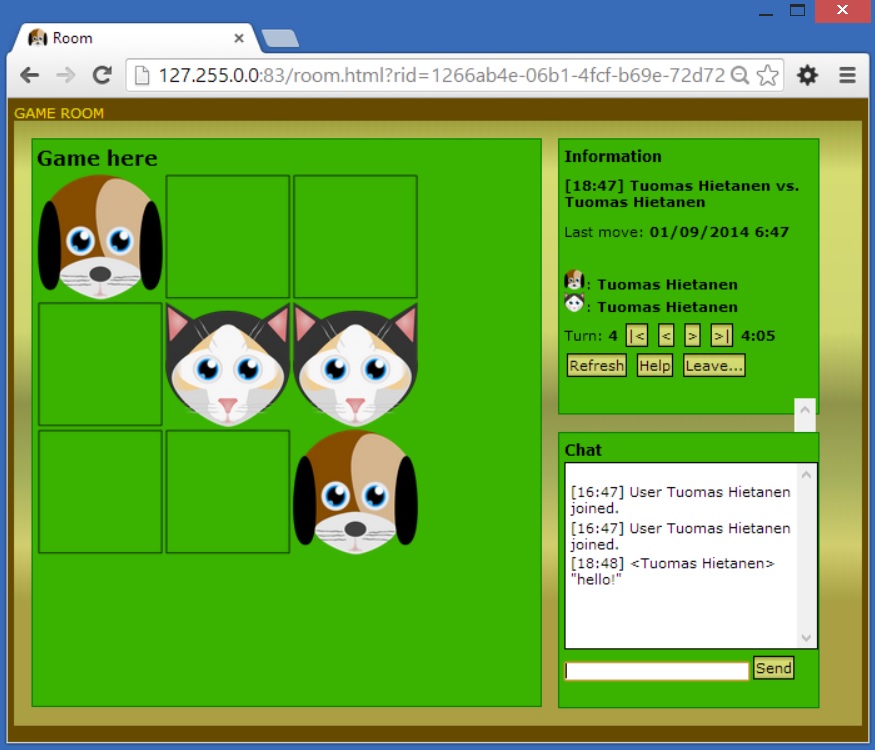 Room
127.255.0.0:83/room.html?rid=1266ab4e-06b1-4fcf-b69e-72d72
GAME ROOM
Game here
Information
[18:47] Tuomas Hietanen vs.
Tuomas Hietanen
Last move: 01/09/2014 6:47
: Tuomas Hietanen
: Tuomas Hietanen
Turn: 4 |< < > >| 4:05
Refresh Help Leave...
Chat
[16:47] User Tuomas Hietanen
joined.
[16:47] User Tuomas Hietanen
joined.
[18:48] <Tuomas Hietanen>
"hello!"
Send